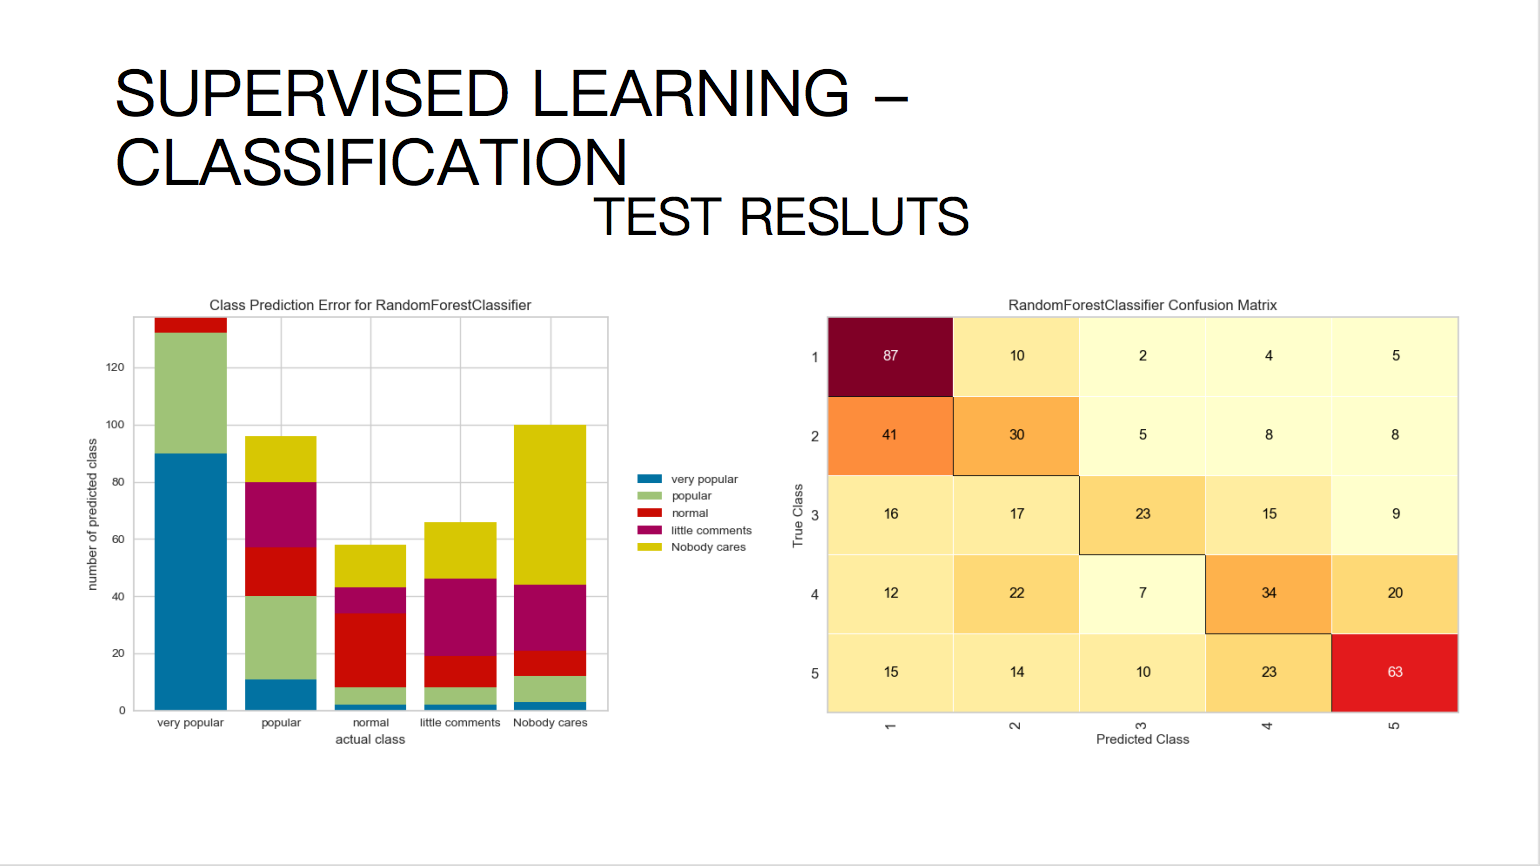 SUPERVISED LEARNING –
CLASSIFICATION
TEST RESLUTS
Class Prediction Error for RandomForestClassifier
number of predicted class
120
100
80
60
40
20
0
very popular popular normal little comments Nobody cares
actual class
very popular
popular
normal
little comments
Nobody cares
RandomForestClassifier Confusion Matrix
True Class
1 87 10 2 4 5
2 41 30 5 8 8
3 16 17 23 15 9
4 12 22 7 34 20
5 15 14 10 23 63
1 2 3 4 5
Predicted Class